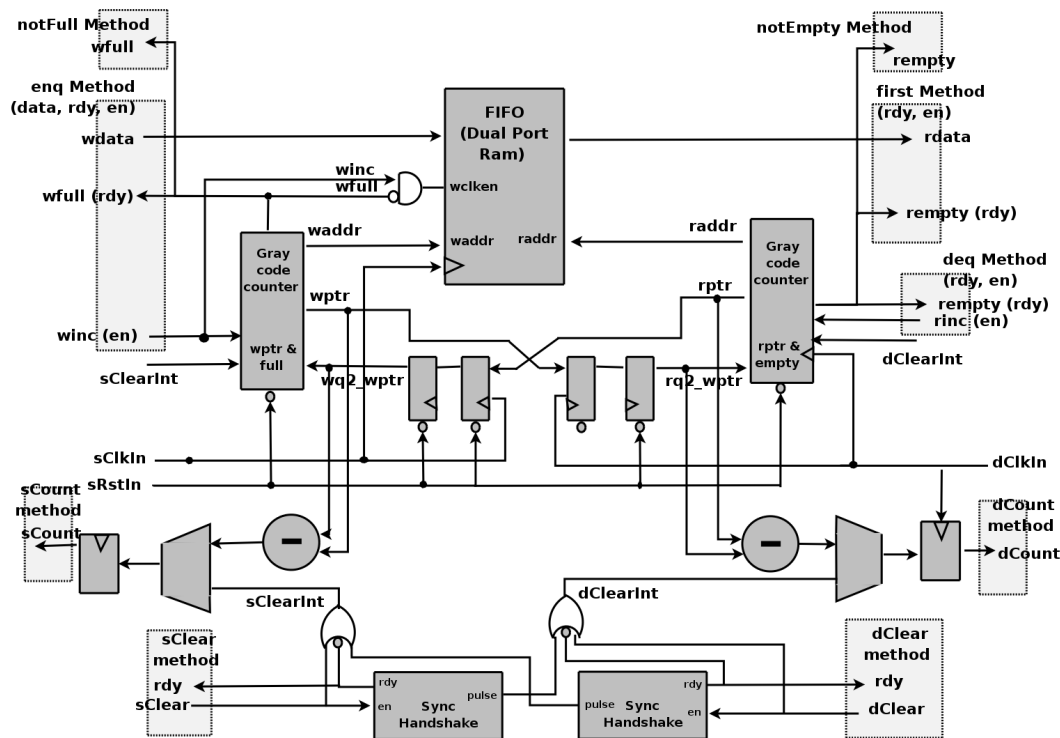 notFull Method
wfull
notEmpty Method
rempty
enq Method
(data, rdy, en)
wdata
wfull (rdy)
winc (en)
FIFO
(Dual Port
Ram)
wclken
waddr
raddr
first Method
(rdy, en)
rdata
rempty (rdy)
winc
wfull
waddr
raddr
Gray
code
counter
wptr &
full
Gray
code
counter
rptr &
empty
deq Method
(rdy, en)
rempty (rdy)
rinc (en)
dClearInt
wptr
rptr
sClearInt
wq2_wptr
rq2_wptr
sClkIn
dClkIn
sRstIn
sCount
method
sCount
dCount
method
dCount
-
-
sClearInt
dClearInt
sClear
method
rdy
sClear
rdy
en
pulse
Sync
Handshake
rdy
pulse
en
Sync
Handshake
dClear
method
rdy
dClear